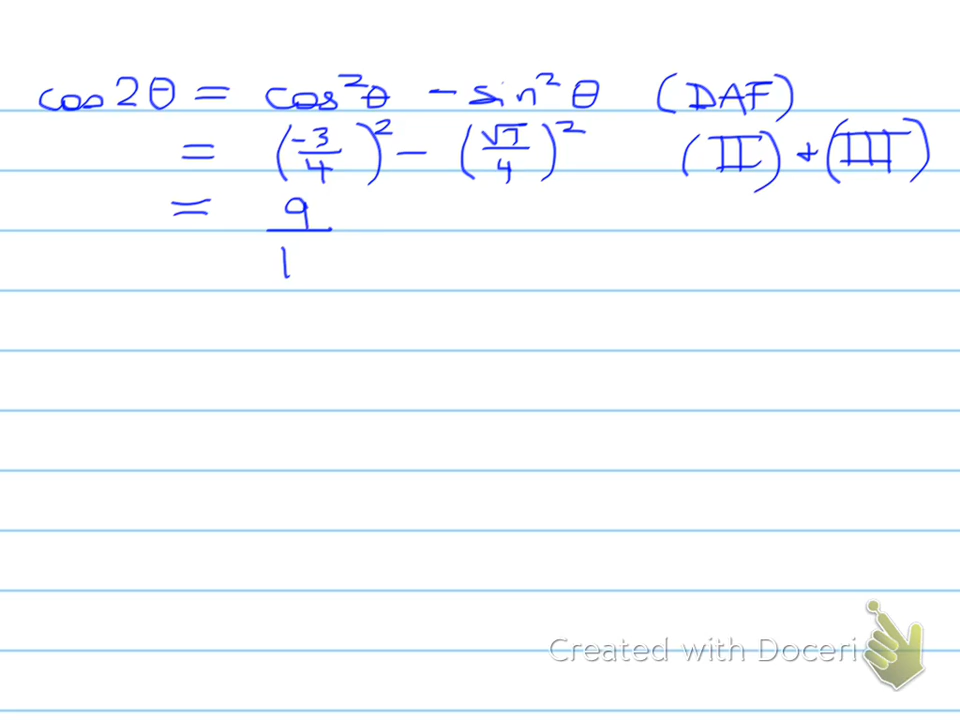 cos 2θ = cos²θ - sin²θ (DAF)
= (-3/4)² - (√7/4)² (II) + (III)
= 9/1
Created with Doceri